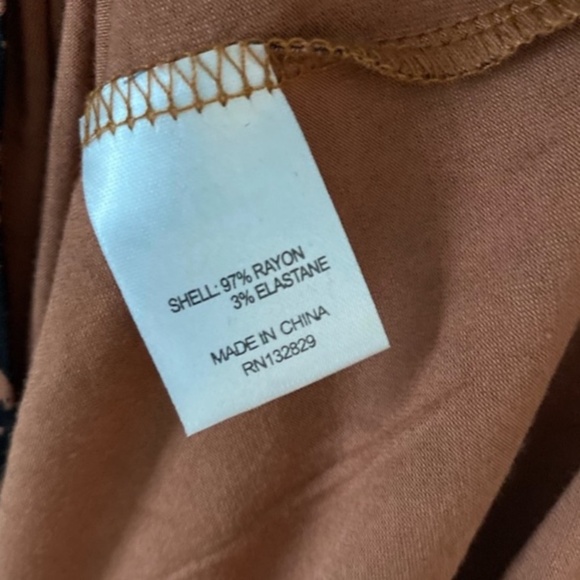 SHELL: 97% RAYON
3% ELASTANE
MADE IN CHINA
RN132829